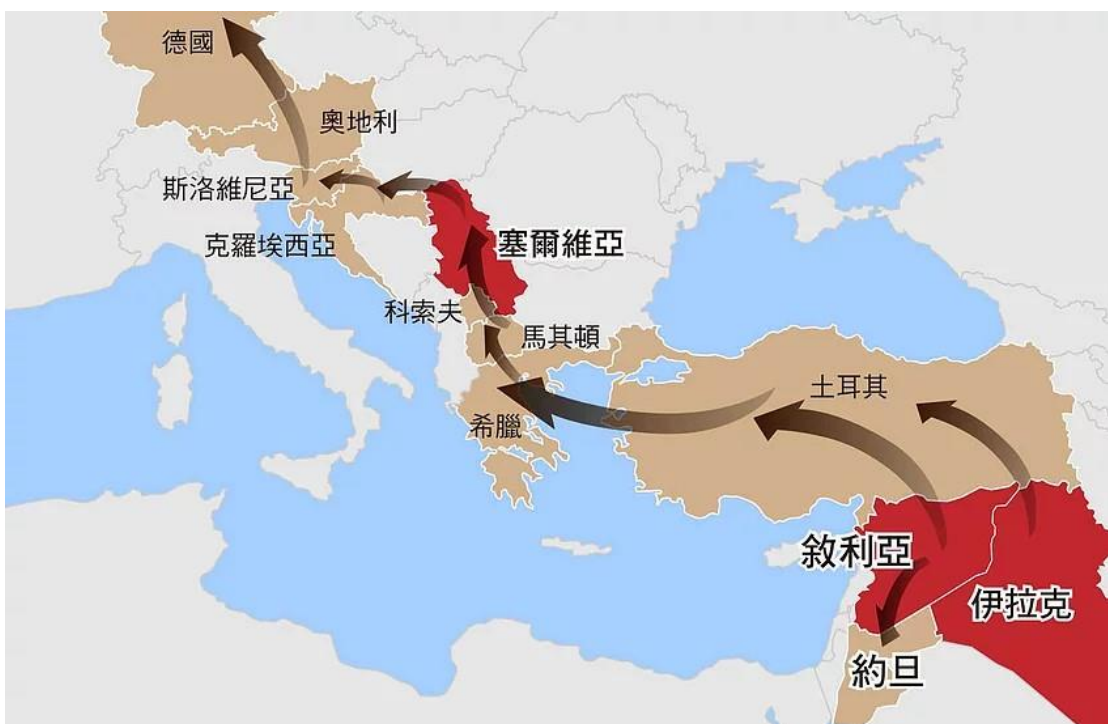 德國
奧地利
斯洛維尼亞
克羅埃西亞
塞爾維亞
科索夫
馬其頓
土耳其
希臘
敘利亞
伊拉克
約旦